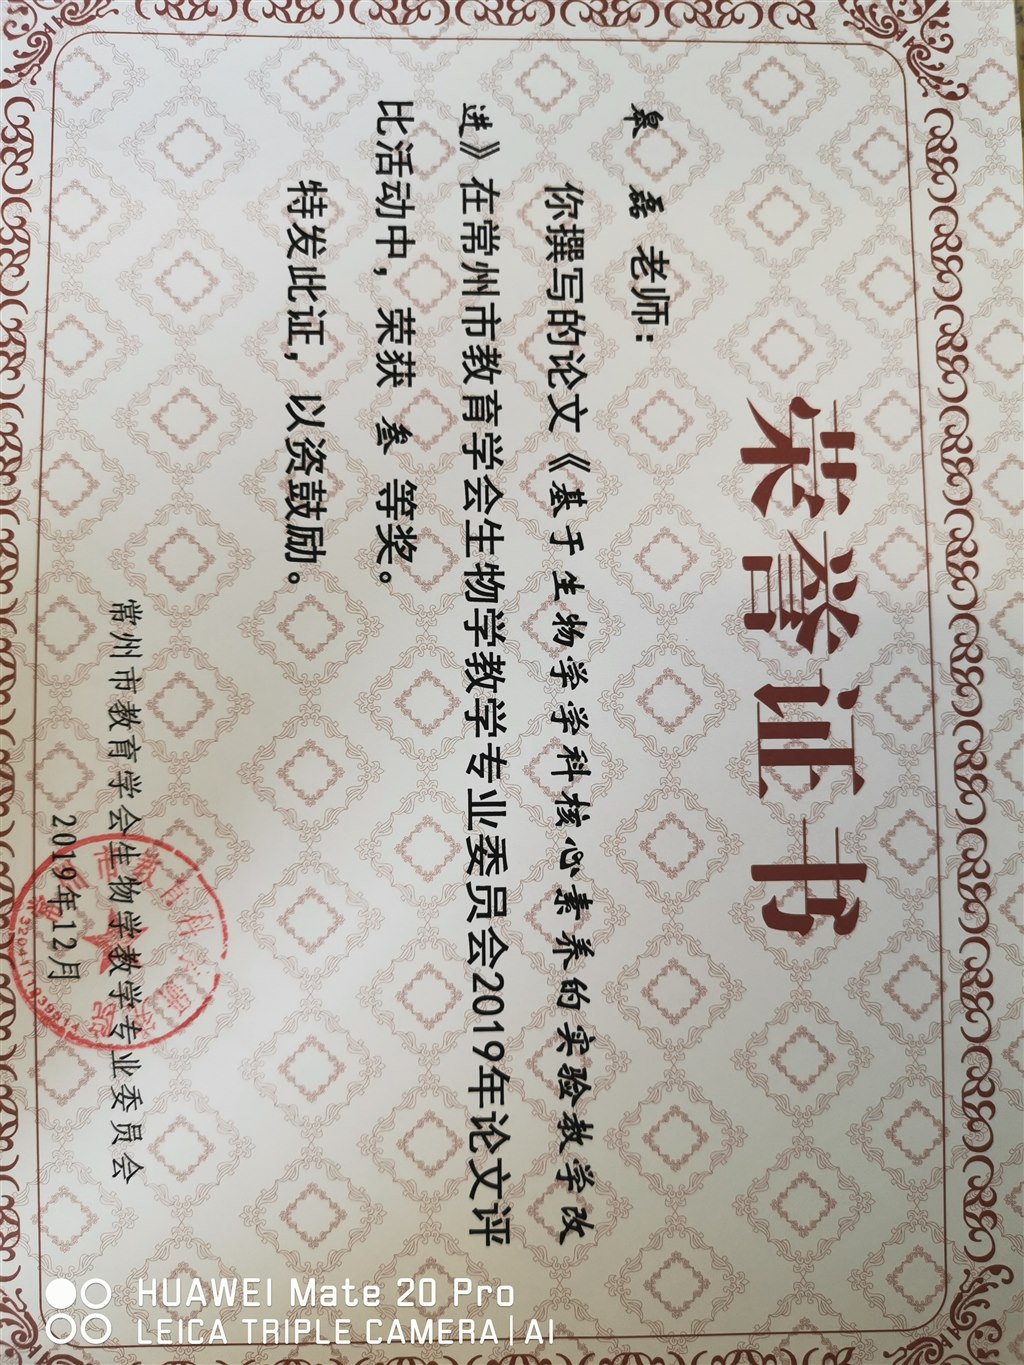 荣誉证书
臬 磊 老师：
你撰写的论文《基于生物学学科核心素养的实验教学改
进》在常州市教育学会生物学教学专业委员会2019年论文评
比活动中，荣获 叁 等奖。
特发此证，以资鼓励。
常州市教育学会生物学教学专业委员会
2019年12月
HUAWEI Mate 20 Pro
LEICA TRIPLE CAMERA | AI